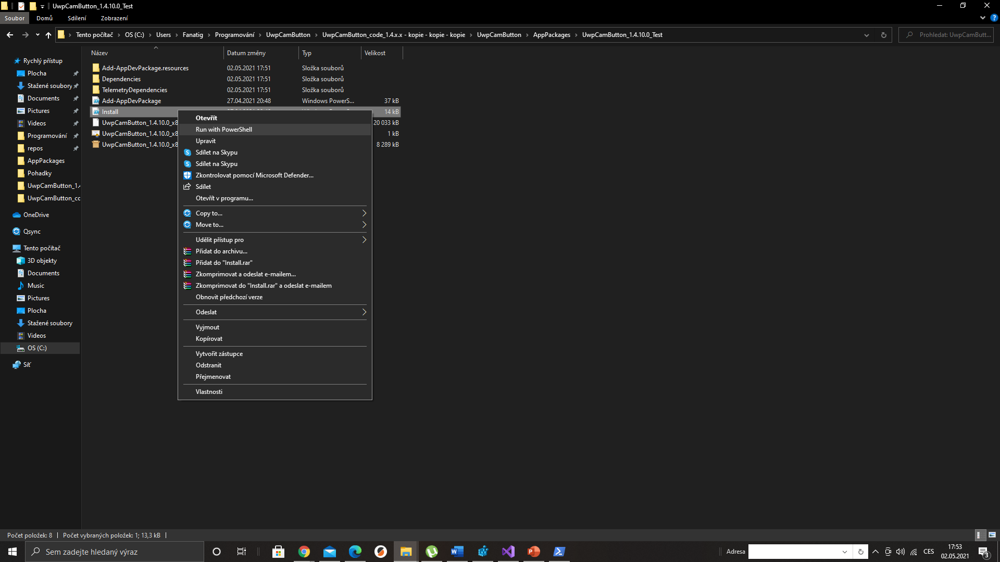 UwpCamButton_1.4.10.0_Test
Soubor Domů Sdílení Zobrazení
Tento počítač OS (C:) Users Fanatig Programování UwpCamButton UwpCamButton_code_1.4.x.x - kopie - kopie - kopie UwpCamButton AppPackages UwpCamButton_1.4.10.0_Test
Prohledat: UwpCamButt...
Rychlý přístup
Plocha
Stažené soubory
Documents
Pictures
Videos
Programování
repos
AppPackages
Pohadky
UwpCamButton_1.4
UwpCamButton_co
OneDrive
Qsync
Tento počítač
3D objekty
Documents
Music
Pictures
Plocha
Stažené soubory
Videos
OS (C:)
Síť
Název Datum změny Typ Velikost
Add-AppDevPackage.resources 02.05.2021 17:51 Složka souborů
Dependencies 02.05.2021 17:51 Složka souborů
TelemetryDependencies 02.05.2021 17:51 Složka souborů
Add-AppDevPackage 27.04.2021 20:48 Windows PowerS... 37 kB
Install 14 kB
UwpCamButton_1.4.10.0_x8 20 033 kB
UwpCamButton_1.4.10.0_x8 1 kB
UwpCamButton_1.4.10.0_x8 8 289 kB
Otevřít
Run with PowerShell
Upravit
Sdílet na Skypu
Sdílet na Skypu
Zkontrolovat pomocí Microsoft Defender...
Sdílet
Otevřít v programu...
Copy to...
Move to...
Udělit přístup pro
Přidat do archivu...
Přidat do "Install.rar"
Zkomprimovat a odeslat e-mailem...
Zkomprimovat do "Install.rar" a odeslat e-mailem
Obnovit předchozí verze
Odeslat
Vyjmout
Kopírovat
Vytvořit zástupce
Odstranit
Přejmenovat
Vlastnosti
Počet položek: 8 Počet vybraných položek: 1; 13,3 kB
Sem zadejte hledaný výraz
Adresa
CES
17:53
02.05.2021
3